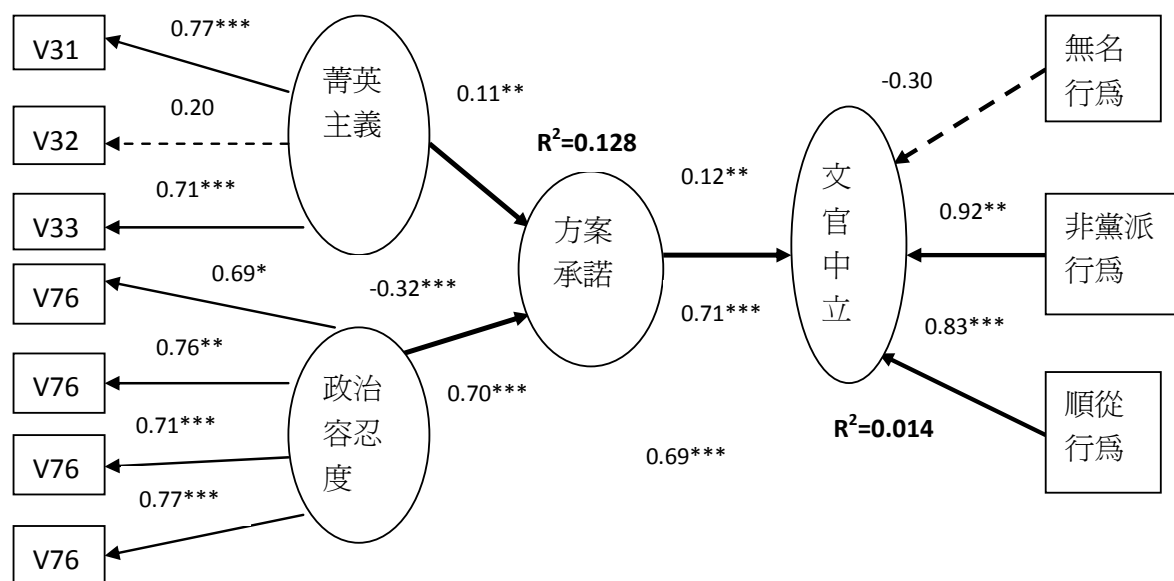 0.77***
V31
菁英
主義
0.20
V32
0.71***
V33
0.11**
R²=0.128
方案
承諾
0.12**
文
官
中
立
-0.30
無名
行爲
0.92**
非黨派
行爲
0.83***
順從
行爲
R²=0.014
0.69*
V76
-0.32***
0.71***
0.76**
V76
政治
容忍
度
0.70***
0.71***
V76
0.69***
0.77***
V76